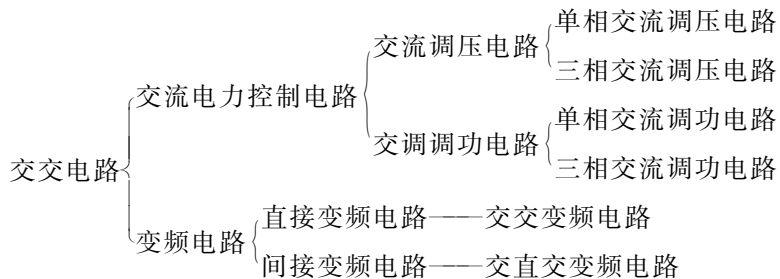 单相交流调压电路
交流调压电路
三相交流调压电路
交流电力控制电路
单相交流调功电路
交调调功电路
三相交流调功电路
交交电路
直接变频电路——交交变频电路
变频电路
间接变频电路——交直交变频电路